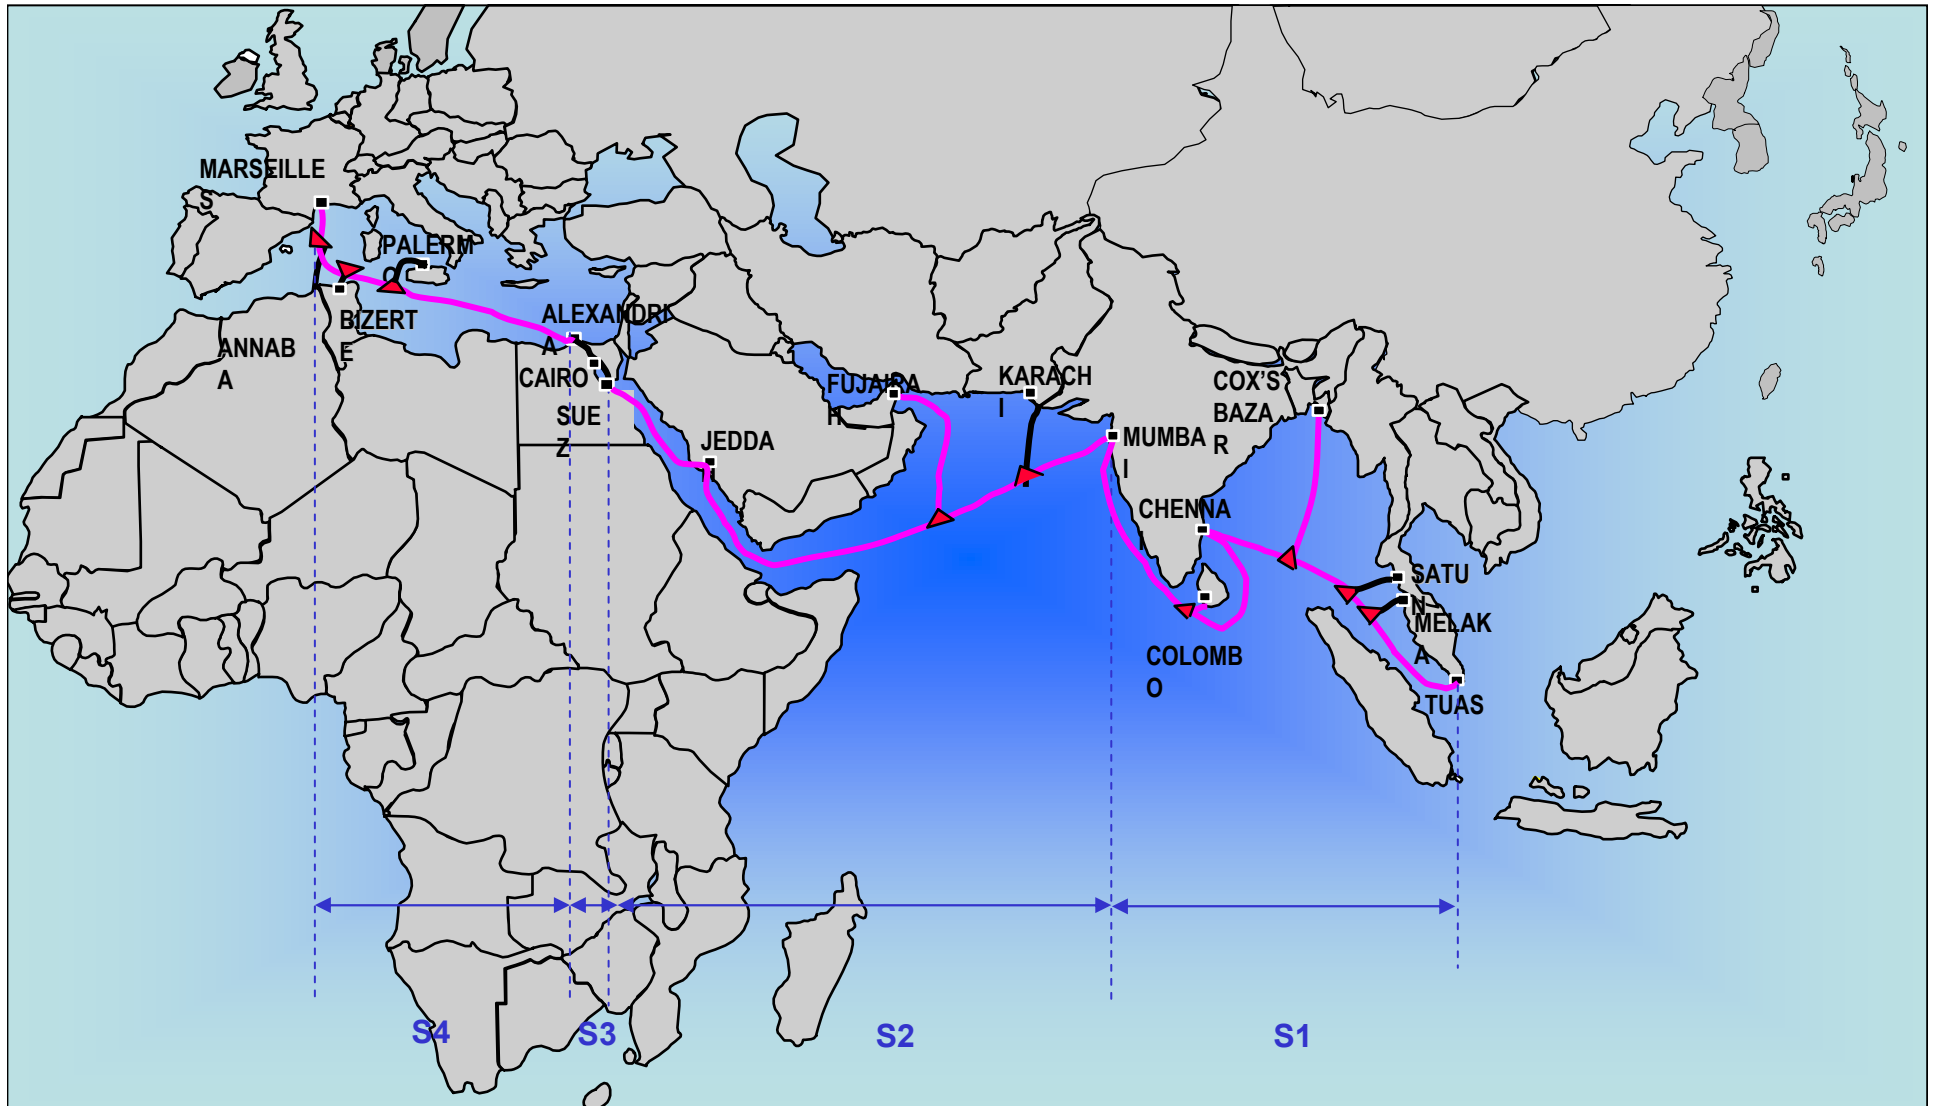 MARSEILLE
S
PALERM
O
BIZERT
E
ANNAB
A
ALEXANDRI
A
CAIRO
SUE
Z
JEDDA
H
FUJAIRA
H
KARACH
I
MUMBA
I
COX'S
BAZA
R
CHENNA
I
COLOMB
O
SATU
N
MELAK
A
TUAS
S4
S3
S2
S1